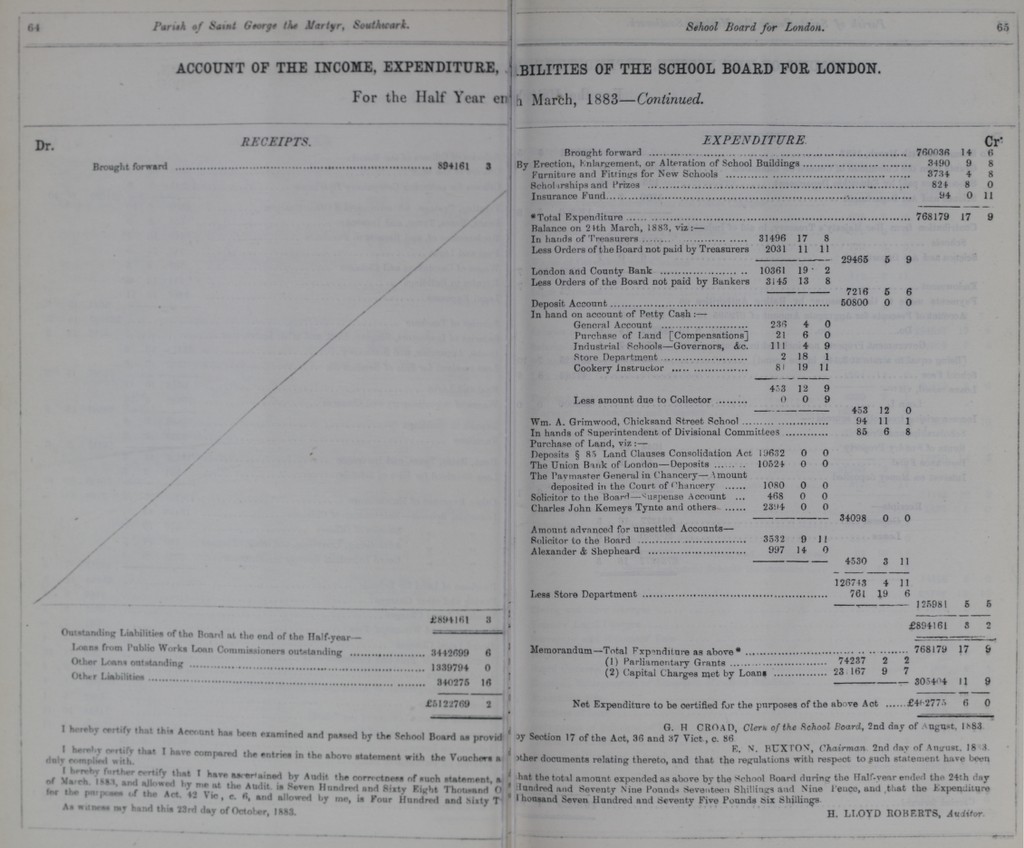 64 Parish of Saint George the Martyr, Southwark.
ACCOUNT OF THE INCOME, EXPENDITURE,
For the Half Year en
Dr. RECEIPTS.
Brought forward 894161 3
£894161 3
Outstanding Liabilities of the Board at the end of the Half-year—
Loans from Public Works Loan Commissioners outstanding 3442699 6
Other Loans outstanding 1339794 0
Other Liabilities 340275 16
£5122769 2
I hereby certify that this Account has been examined and passed by the School Board as provid
I hereby certify that I have compared the entries in the above statement with the Vouchers a
duly complied with.
I hereby further certify that I have ascertained by Audit the correctness of such statement, a
of March, 1883, and allowed by me at the Audit, is Seven Hundred and Sixty Eight Thousand O
for the purposes of the Act, 42 Vic., c. 6, and allowed by me, is Four Hundred and Sixty T
As witness my hand this 23rd day of October, 1883.
School Board for London. 65
BILITIES OF THE SCHOOL BOARD FOR LONDON.
h March, 1883—Continued.
EXPENDITURE. Cr.
Brought forward 760036 14 6
By Erection, Enlargement, or Alteration of School Buildings 3490 9 8
Furniture and Fittings for New Schools 3734 4 8
Scholarships and Prizes 824 8 0
Insurance Fund 94 0 11
*Total Expenditure 768179 17 9
Balance on 24th March, 1883, viz:—
In hands of Treasurers 31496 17 8
Less Orders of the Board not paid by Treasurers 2031 11 11
29465 5 9
London and County Bank 10361 19 2
Less Orders of the Board not paid by Bankers 3145 13 8
7216 5 6
Deposit Account 50800 0 0
In hand on account of Petty Cash:—
General Account 236 4 0
Purchase of Land [Compensations] 21 6 0
Industrial Schools—Governors, &c. 111 4 9
Store Department 2 18 1
Cookery Instructor 81 19 11
453 12 9
Less amount due to Collector 0 0 9
453 12 0
Wm. A. Grimwood, Chicksand Street School 94 11 1
In hands of Superintendent of Divisional Committees 85 6 8
Purchase of Land, viz:—
Deposits § 85 Land Clauses Consolidation Act 19632 0 0
The Union Bank of London—Deposits 10524 0 0
The Paymaster General in Chancery—Amount
deposited in the Court of Chancery 1080 0 0
Solicitor to the Board—Suspense Account 468 0 0
Charles John Kemeys Tynte and others 2394 0 0
34098 0 0
Amount advanced for unsettled Accounts—
Solicitor to the Board 3532 9 11
Alexander & Shepheard 997 14 0
4530 3 11
126743 4 11
Less Store Department 761 19 6
125981 5 5
£894161 3 2
Memorandum—Total Expenditure as above* 768179 17 9
(1) Parliamentary Grants 74237 2 2
(2) Capital Charges met by Loans 23 167 9 7
305404 11 9
Net Expenditure to be certified for the purposes of the above Act £462775 6 0
G. H. CROAD, Clerk of the School Board, 2nd day of August, 1883.
by Section 17 of the Act, 36 and 37 Vict., c. 86
E. N. BUXTON, Chairman. 2nd day of August, 1883.
other documents relating thereto, and that the regulations with respect to such statement have been
that the total amount expended as above by the School Board during the Half-year ended the 24th day
Hundred and Seventy Nine Pounds Seventeen Shillings and Nine Pence, and that the Expenditure
Thousand Seven Hundred and Seventy Five Pounds Six Shillings.
H. LLOYD ROBERTS, Auditor.